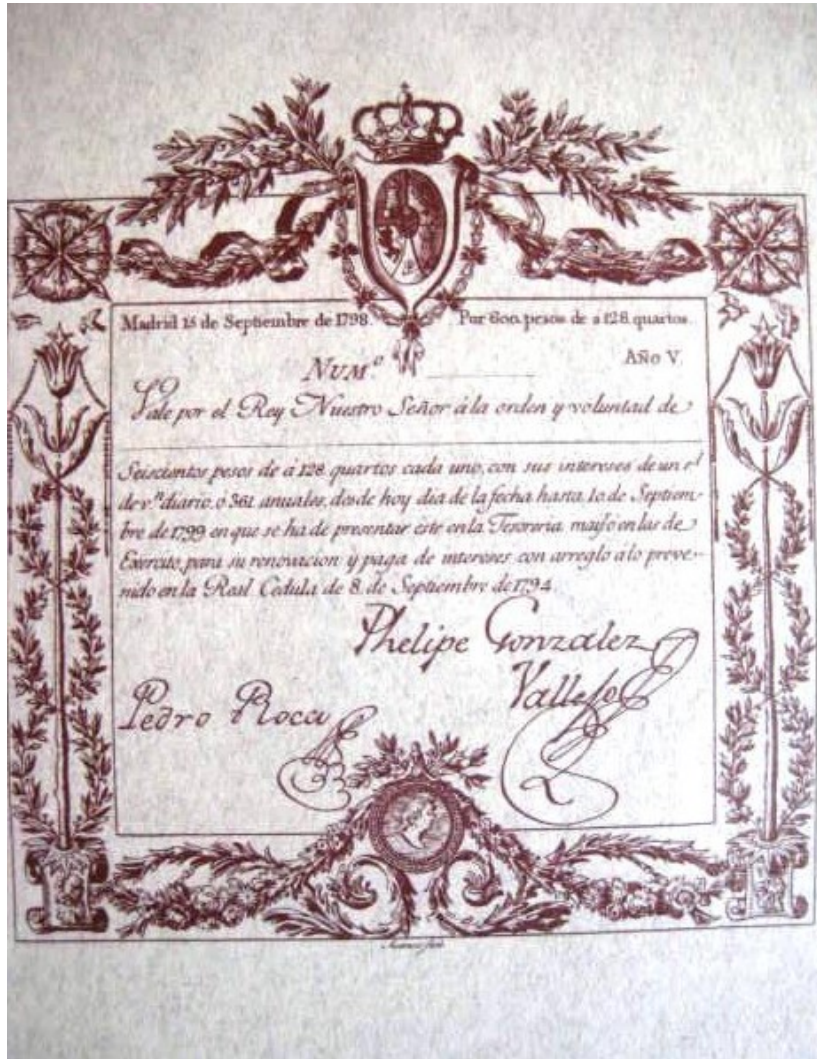 Madrid 15 de Septiembre de 1798. Por 600. pesos de a 128. quartos.
Año V.
NUM.º
Vale por el Rey Nuestro Señor á la orden y voluntad de
Seiscientos pesos de á 128 quartos cada uno, con sus intereses de un r.l
de v.n diario, ó 361 anuales, desde hoy dia de la fecha hasta 10. de Septiem-
bre de 1799 en que se ha de presentar este en la Tesoreria may.r ó en las de
Exercito, para su renovacion y paga de intereses con arreglo á lo preve-
nido en la Real Cedula de 8. de Septiembre de 1794.
Phelipe Gonzalez
Vallejo
Pedro Roca